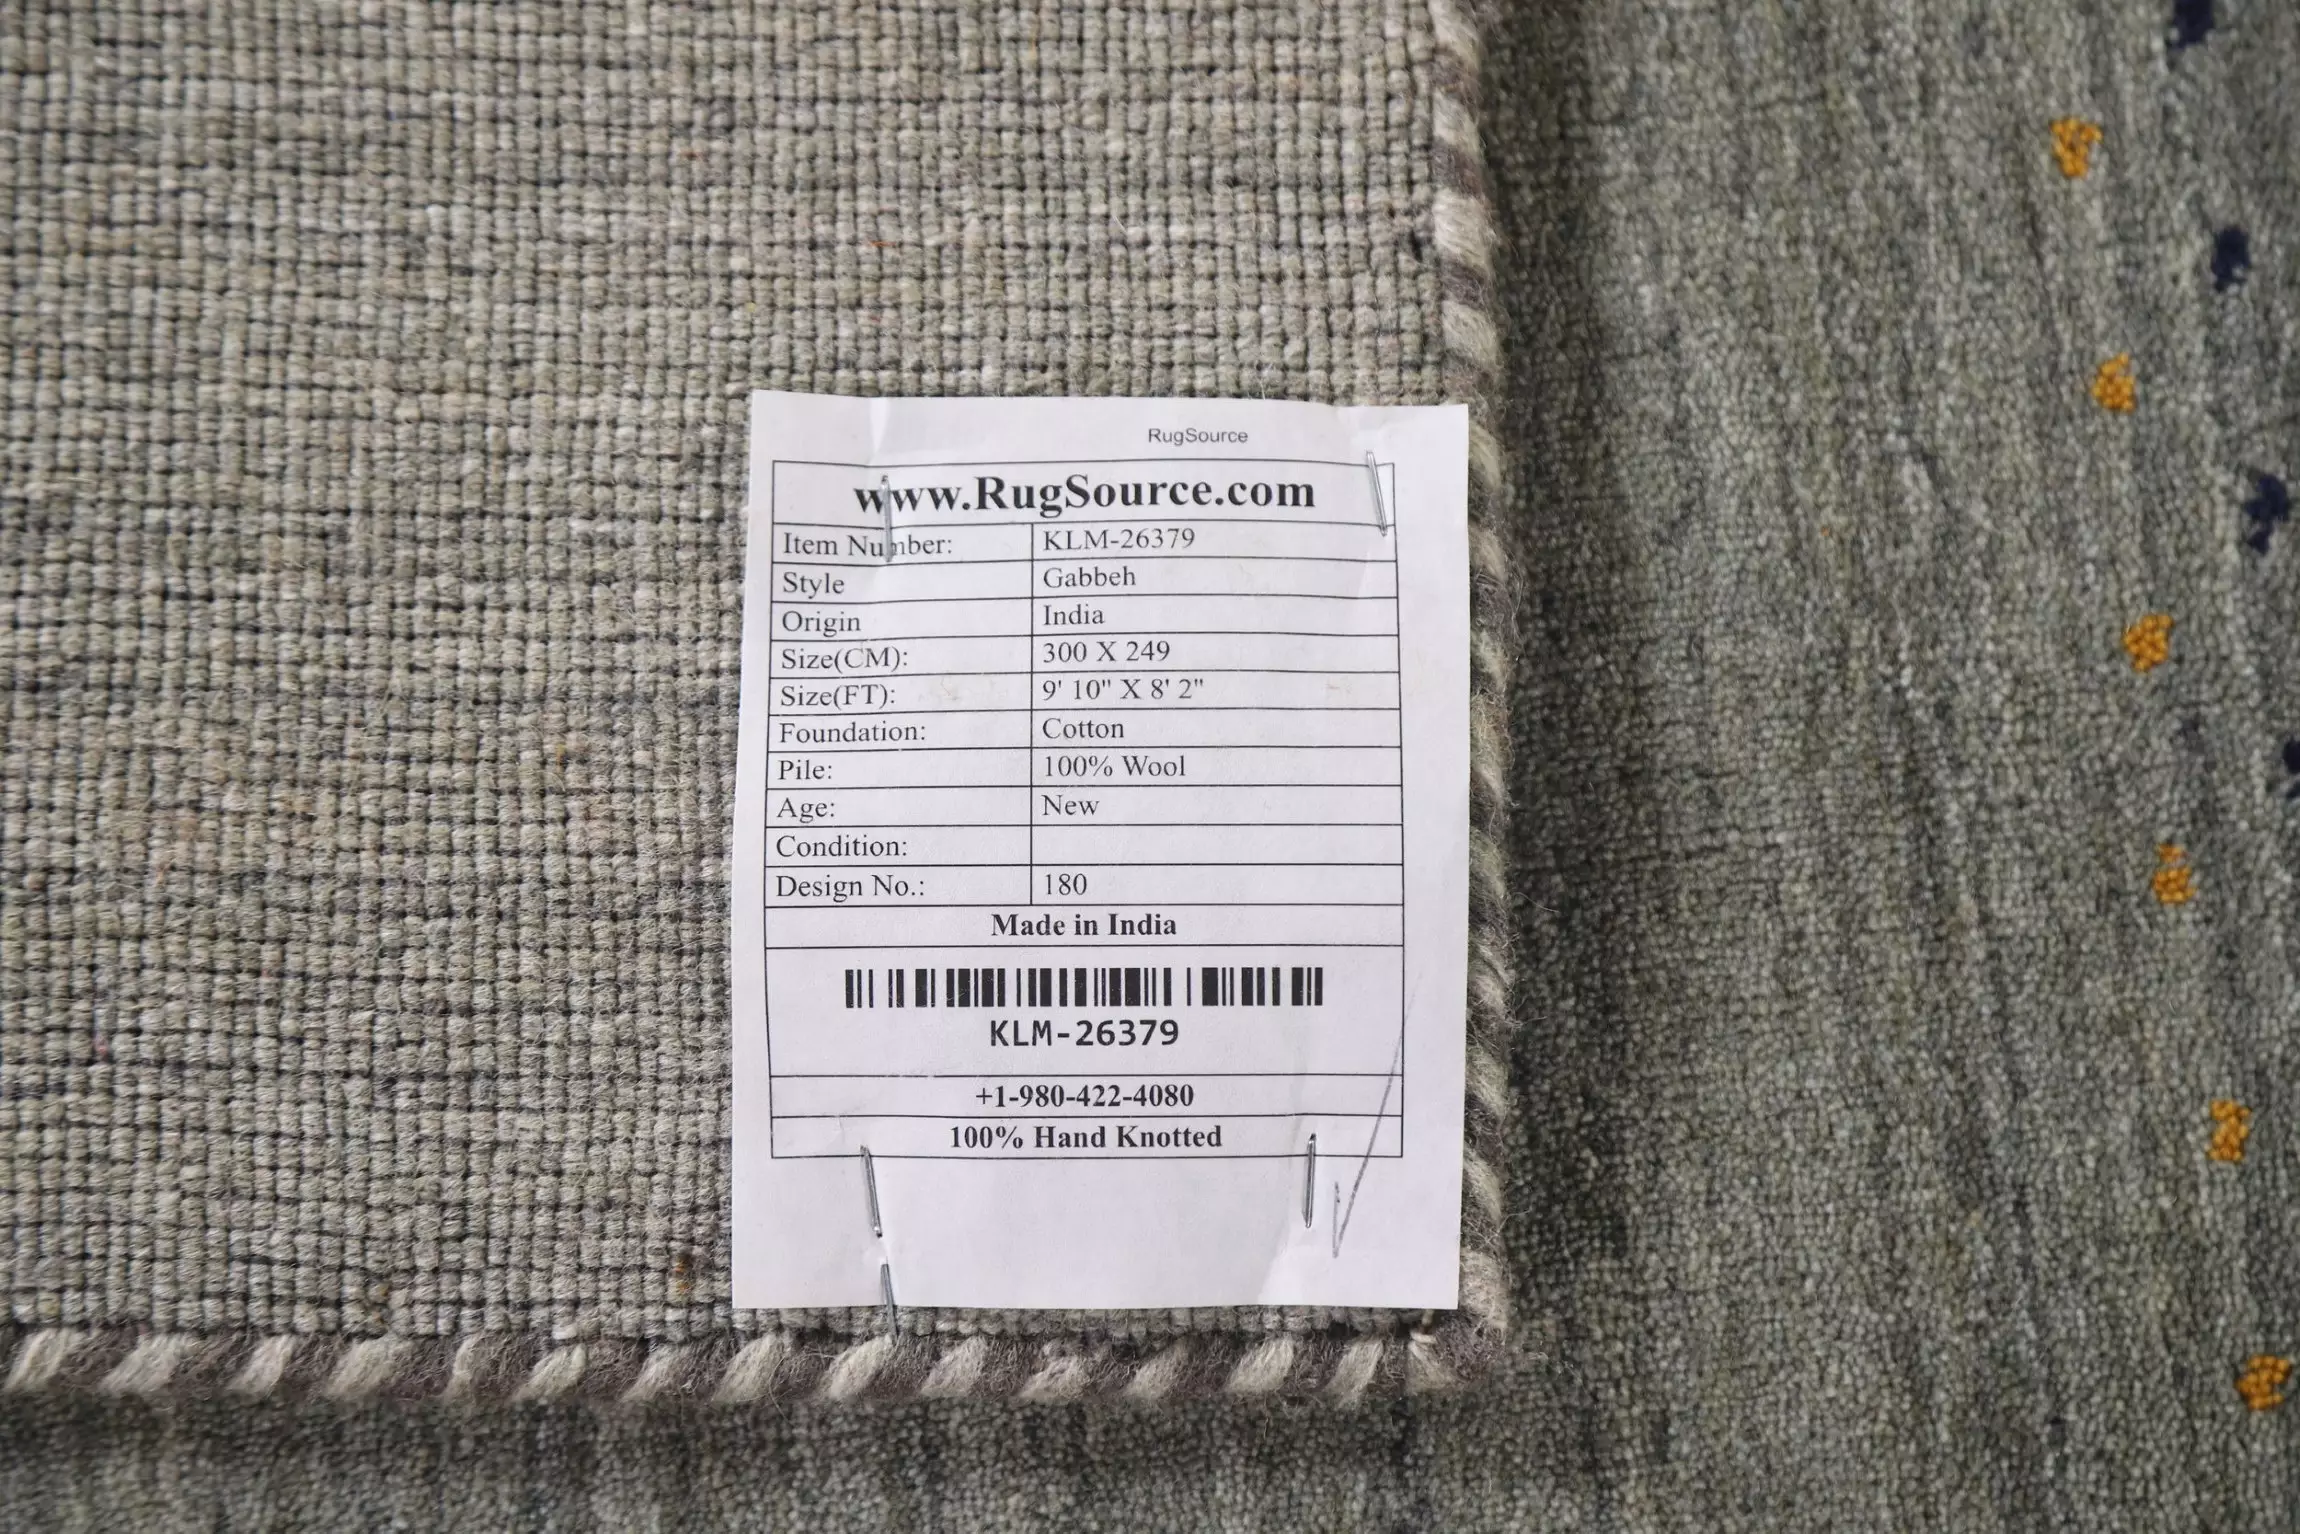 RugSource
www.RugSource.com
Item Number: KLM-26379
Style Gabbeh
Origin India
Size(CM): 300 X 249
Size(FT): 9' 10" X 8' 2"
Foundation: Cotton
Pile: 100% Wool
Age: New
Condition:
Design No.: 180
Made in India
KLM-26379
+1-980-422-4080
100% Hand Knotted